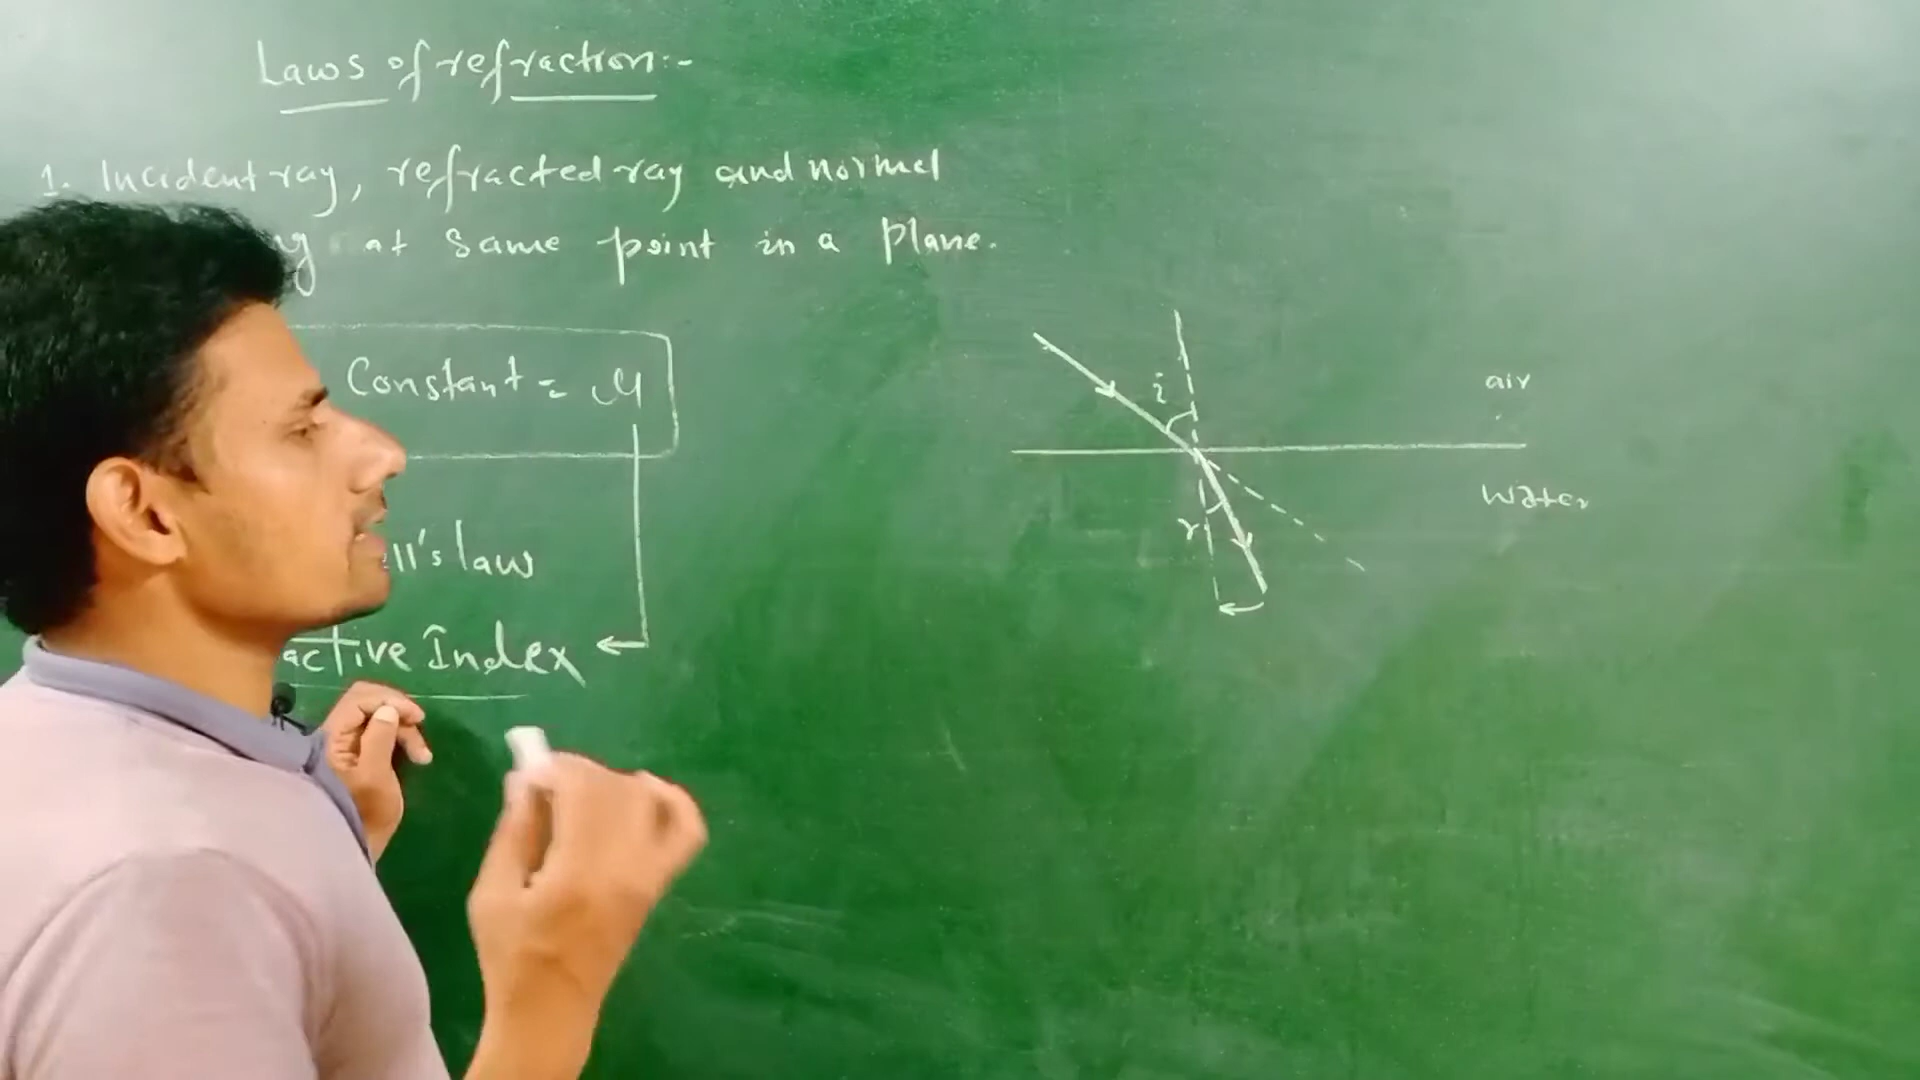 Laws of refraction:-
1. Incident ray, refracted ray and normal
at same point in a plane.
Constant = μ
ll's law
active Index
i
r
air
water